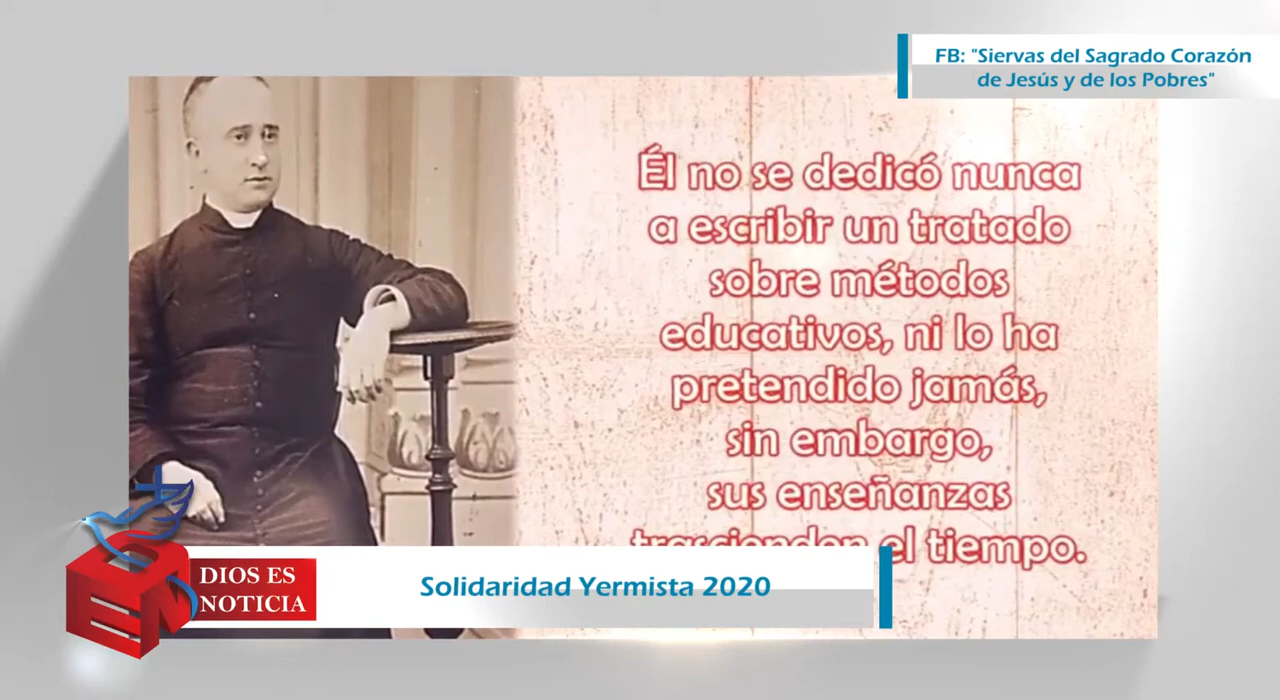 FB: "Siervas del Sagrado Corazón
de Jesús y de los Pobres"
Él no se dedicó nunca
a escribir un tratado
sobre métodos
educativos, ni lo ha
pretendido jamás,
sin embargo,
sus enseñanzas
trascienden el tiempo.
Solidaridad Yermista 2020
DIOS ES
NOTICIA
DEN